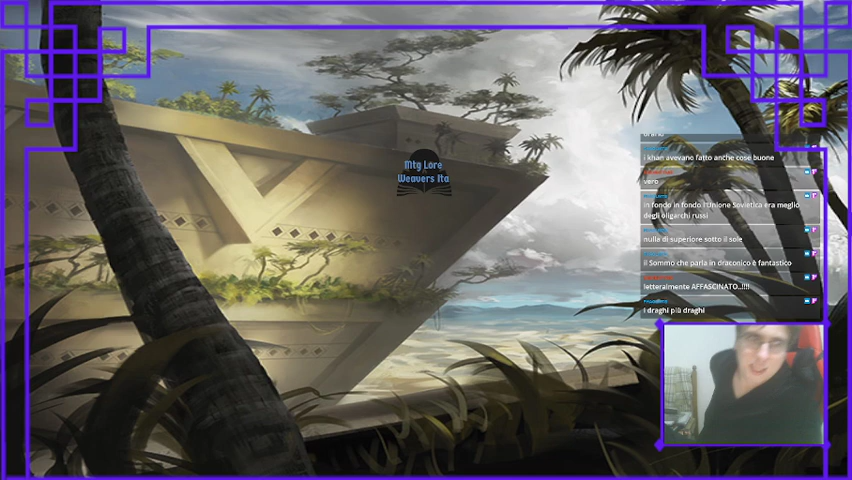 Mtg Lore
Weavers Ita
i khan avevano fatto anche cose buone
vero
in fondo in fondo l'Unione Sovietica era meglio
degli oligarchi russi
nulla di superiore sotto il sole
il Sommo che parla in draconico è fantastico
letteralmente AFFASCINATO..!!!!
i draghi più draghi